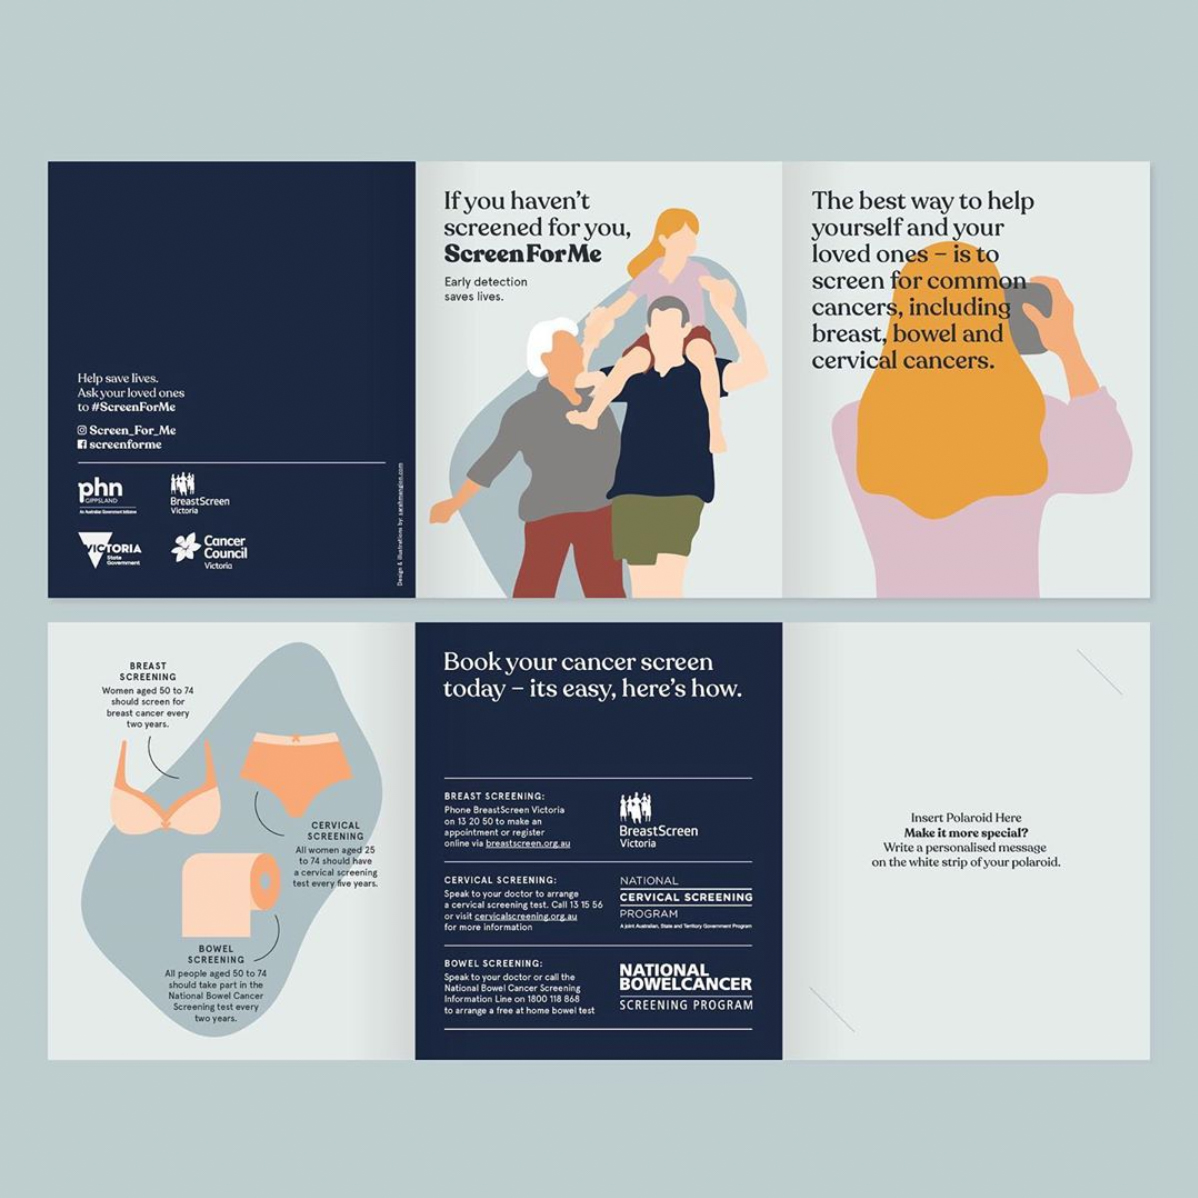 Help save lives.
Ask your loved ones
to #ScreenForMe
Screen_For_Me
screenforme
phn
GIPPSLAND
An Australian Government Initiative
BreastScreen
Victoria
VICTORIA
State
Government
Cancer
Council
Victoria
Design & illustrations by: sarahmanginn.com
If you haven't
screened for you,
ScreenForMe
Early detection
saves lives.
The best way to help
yourself and your
loved ones – is to
screen for common
cancers, including
breast, bowel and
cervical cancers.
BREAST
SCREENING
Women aged 50 to 74
should screen for
breast cancer every
two years.
CERVICAL
SCREENING
All women aged 25
to 74 should have
a cervical screening
test every five years.
BOWEL
SCREENING
All people aged 50 to 74
should take part in the
National Bowel Cancer
Screening test every
two years.
Book your cancer screen
today – its easy, here's how.
BREAST SCREENING:
Phone BreastScreen Victoria
on 13 20 50 to make an
appointment or register
online via breastscreen.org.au
BreastScreen
Victoria
CERVICAL SCREENING:
Speak to your doctor to arrange
a cervical screening test. Call 13 15 56
or visit cervicalscreening.org.au
for more information
NATIONAL
CERVICAL SCREENING
PROGRAM
A joint Australian, State and Territory Government Program
BOWEL SCREENING:
Speak to your doctor or call the
National Bowel Cancer Screening
Information Line on 1800 118 868
to arrange a free at home bowel test
NATIONAL
BOWELCANCER
SCREENING PROGRAM
Insert Polaroid Here
Make it more special?
Write a personalised message
on the white strip of your polaroid.